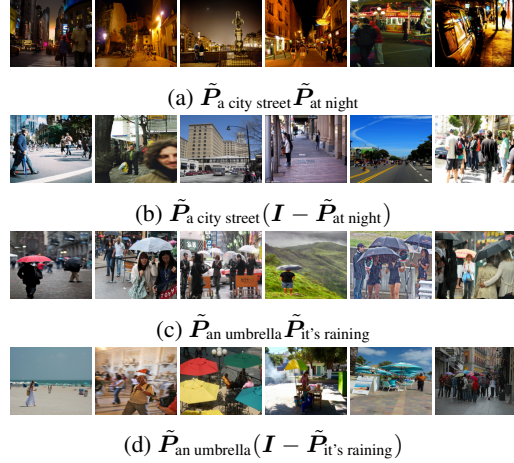 (a) P̃a city street P̃at night
(b) P̃a city street(I − P̃at night)
(c) P̃an umbrella P̃it's raining
(d) P̃an umbrella(I − P̃it's raining)